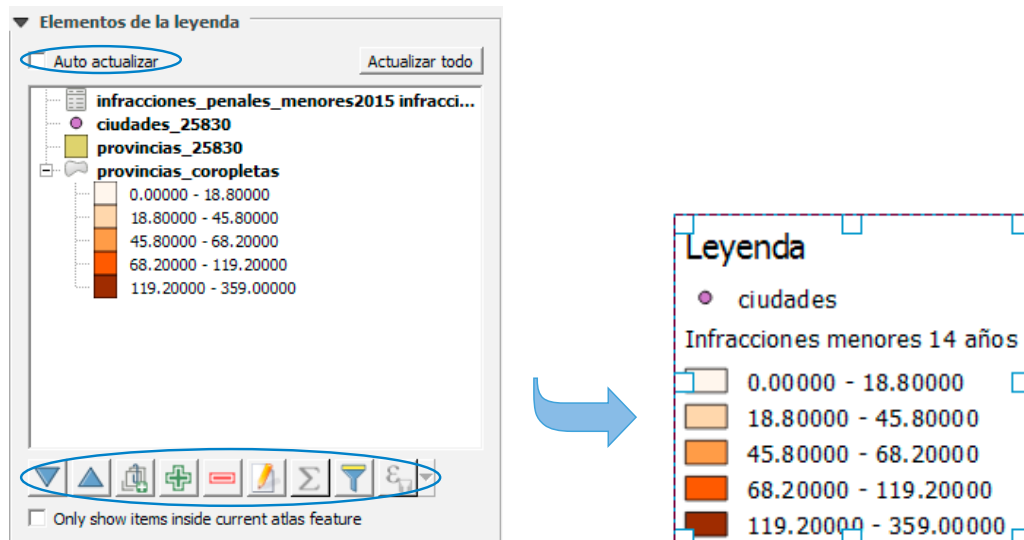 Elementos de la leyenda
Auto actualizar
Actualizar todo
infracciones_penales_menores2015 infracci...
ciudades_25830
provincias_25830
provincias_coropletas
0.00000 - 18.80000
18.80000 - 45.80000
45.80000 - 68.20000
68.20000 - 119.20000
119.20000 - 359.00000
Σ
ε
Only show items inside current atlas feature
Leyenda
ciudades
Infracciones menores 14 años
0.00000 - 18.80000
18.80000 - 45.80000
45.80000 - 68.20000
68.20000 - 119.20000
119.20000 - 359.00000